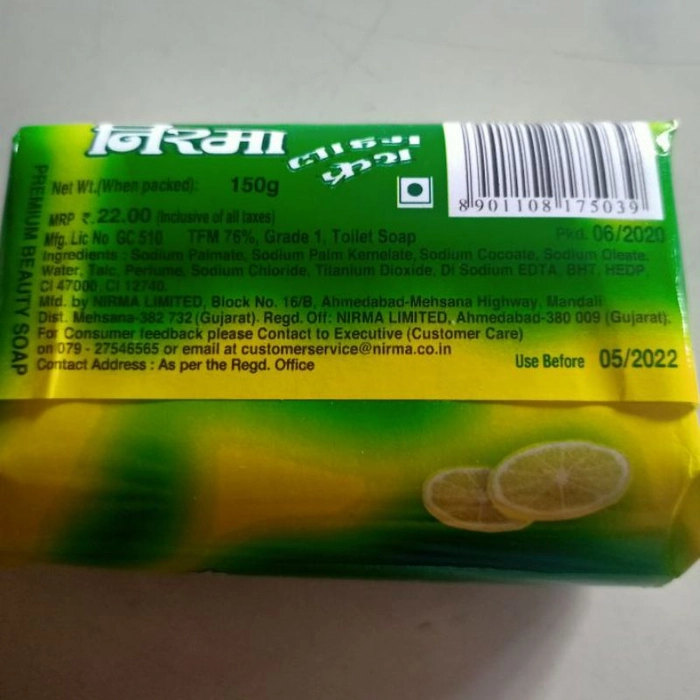 निरमा
लाइम
फ्रेश
8 901108 175039
PREMIUM BEAUTY SOAP
Net Wt.(When packed): 150g
MRP ₹.22.00 (Inclusive of all taxes)
Mfg. Lic No GC 510 TFM 76%, Grade 1, Toilet Soap Pkd. 06/2020
Ingredients : Sodium Palmate, Sodium Palm Kernelate, Sodium Cocoate, Sodium Oleate,
Water, Talc, Perfume, Sodium Chloride, Titanium Dioxide, Di Sodium EDTA, BHT, HEDP,
CI 47000, CI 12740.
Mfd. by NIRMA LIMITED, Block No. 16/B, Ahmedabad-Mehsana Highway, Mandali
Dist. Mehsana-382 732 (Gujarat). Regd. Off: NIRMA LIMITED, Ahmedabad-380 009 (Gujarat).
For Consumer feedback please Contact to Executive (Customer Care)
on 079 - 27546565 or email at customerservice@nirma.co.in
Contact Address : As per the Regd. Office
Use Before 05/2022